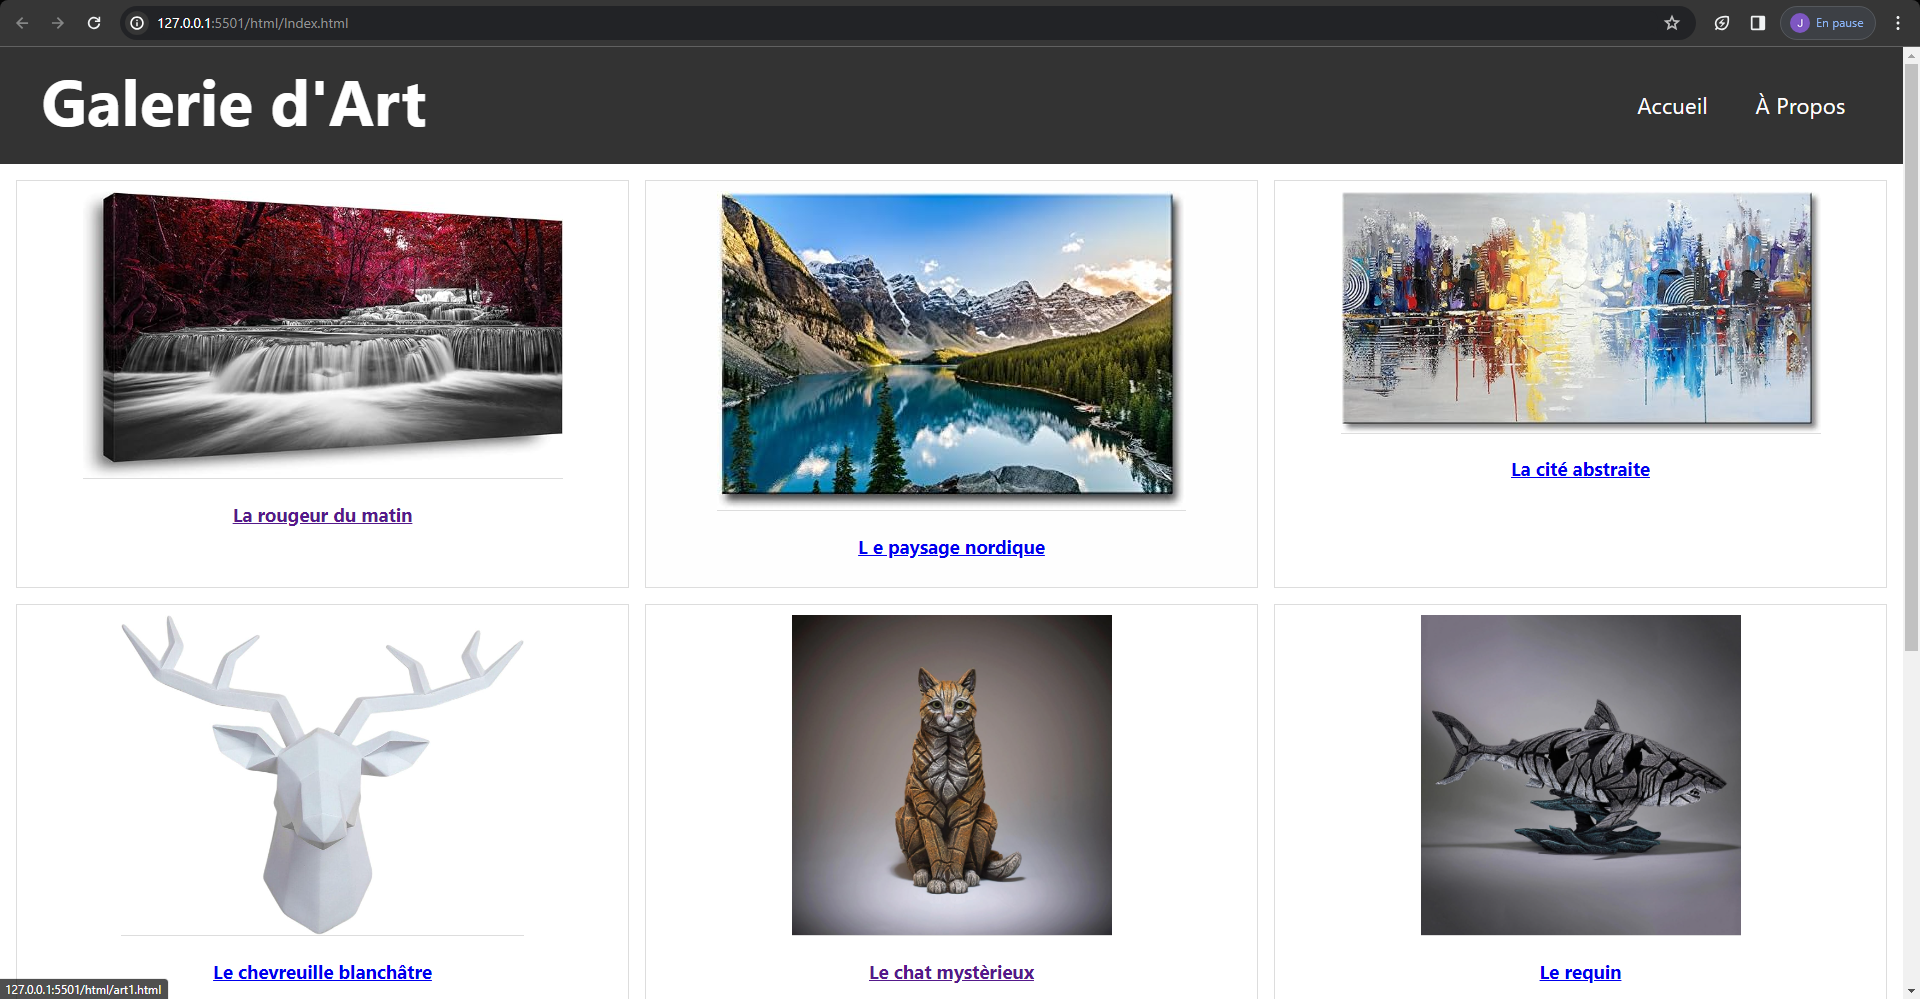 127.0.0.1:5501/html/Index.html
J En pause
Galerie d'Art
Accueil À Propos
La rougeur du matin
L e paysage nordique
La cité abstraite
Le chevreuille blanchâtre
Le chat mystèrieux
Le requin
127.0.0.1:5501/html/art1.html